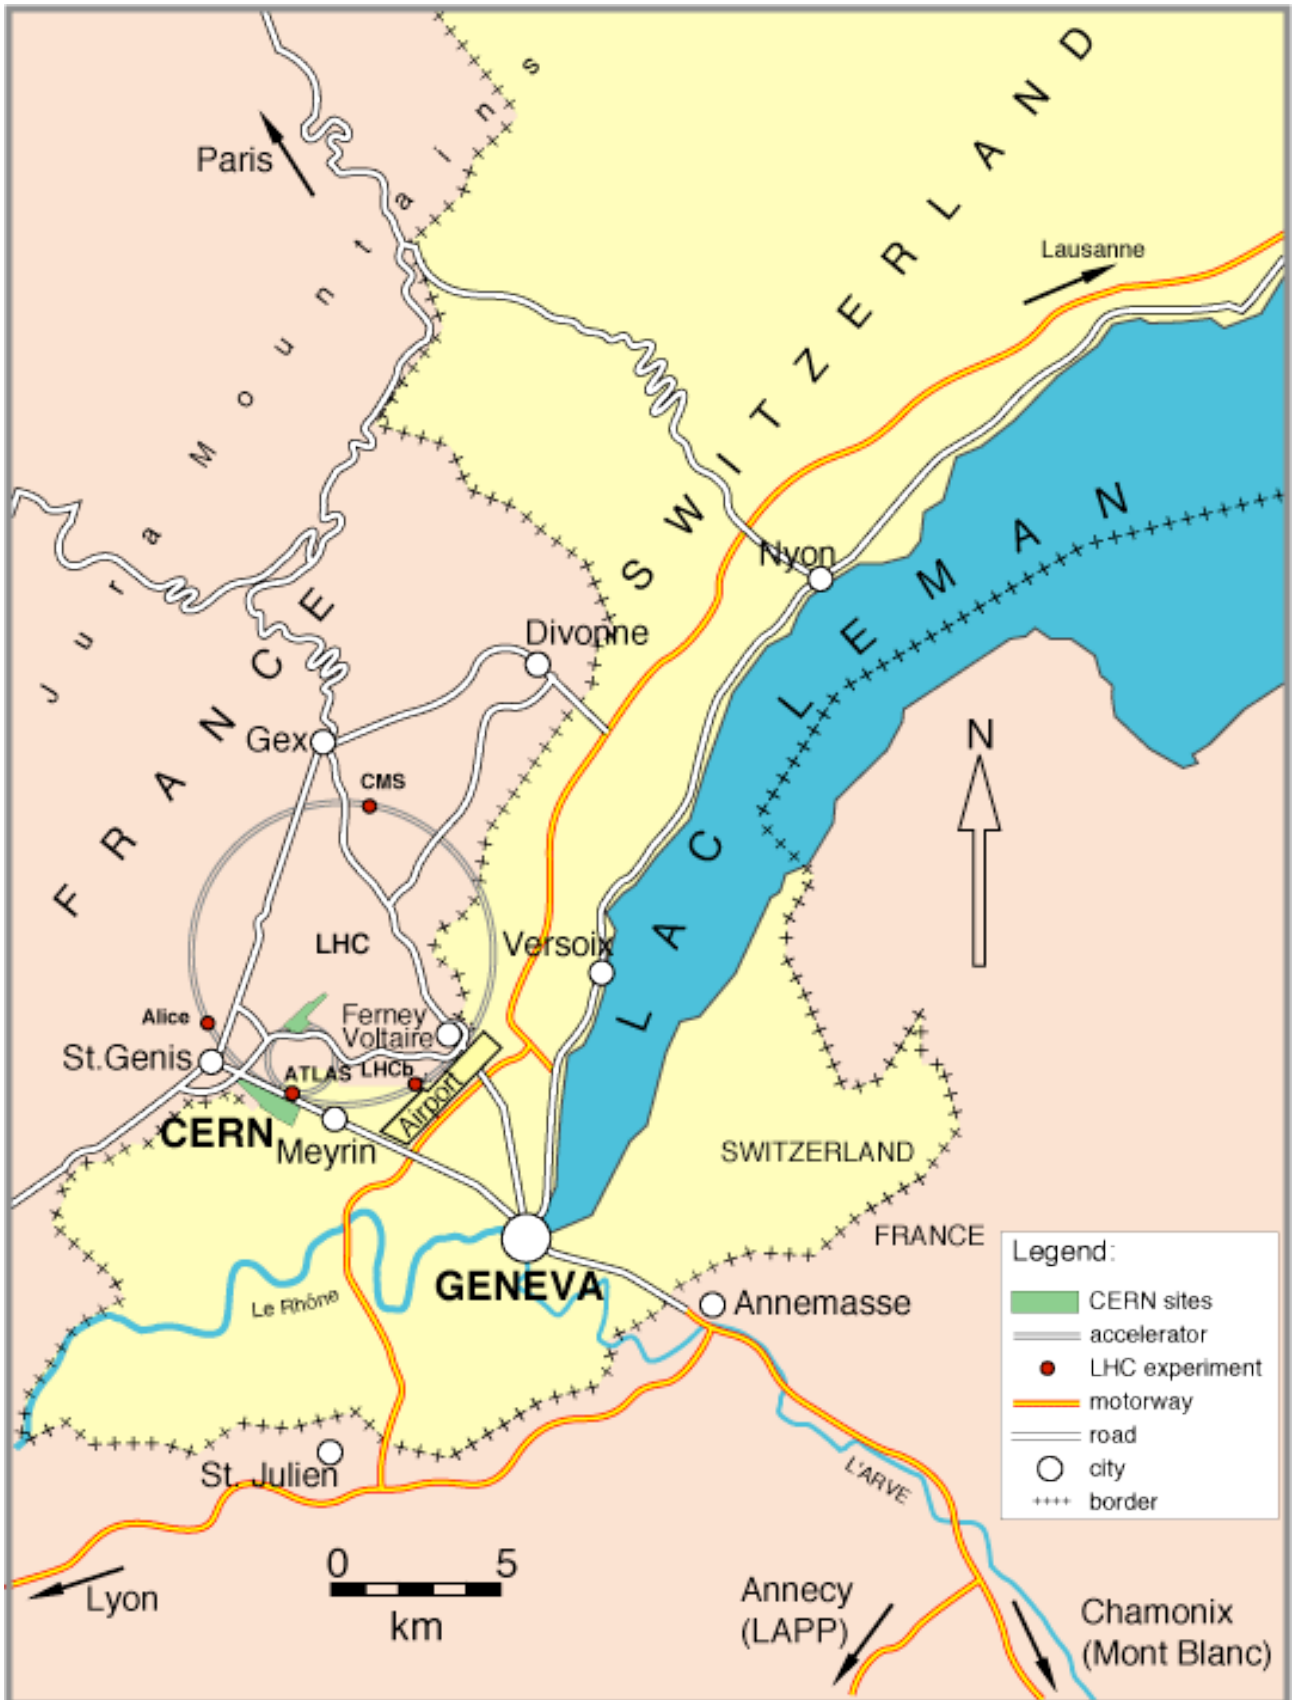 Paris
Jura Mountains
SWITZERLAND
Lausanne
FRANCE
Nyon
LAC LEMAN
Divonne
Gex
N
CMS
LHC
Versoix
Alice
Ferney
Voltaire
St.Genis
ATLAS
LHCb
Airport
CERN
Meyrin
SWITZERLAND
FRANCE
GENEVA
Le Rhône
Annemasse
Legend:
CERN sites
accelerator
LHC experiment
motorway
road
city
border
St. Julien
L'ARVE
0 5
km
Lyon
Annecy
(LAPP)
Chamonix
(Mont Blanc)